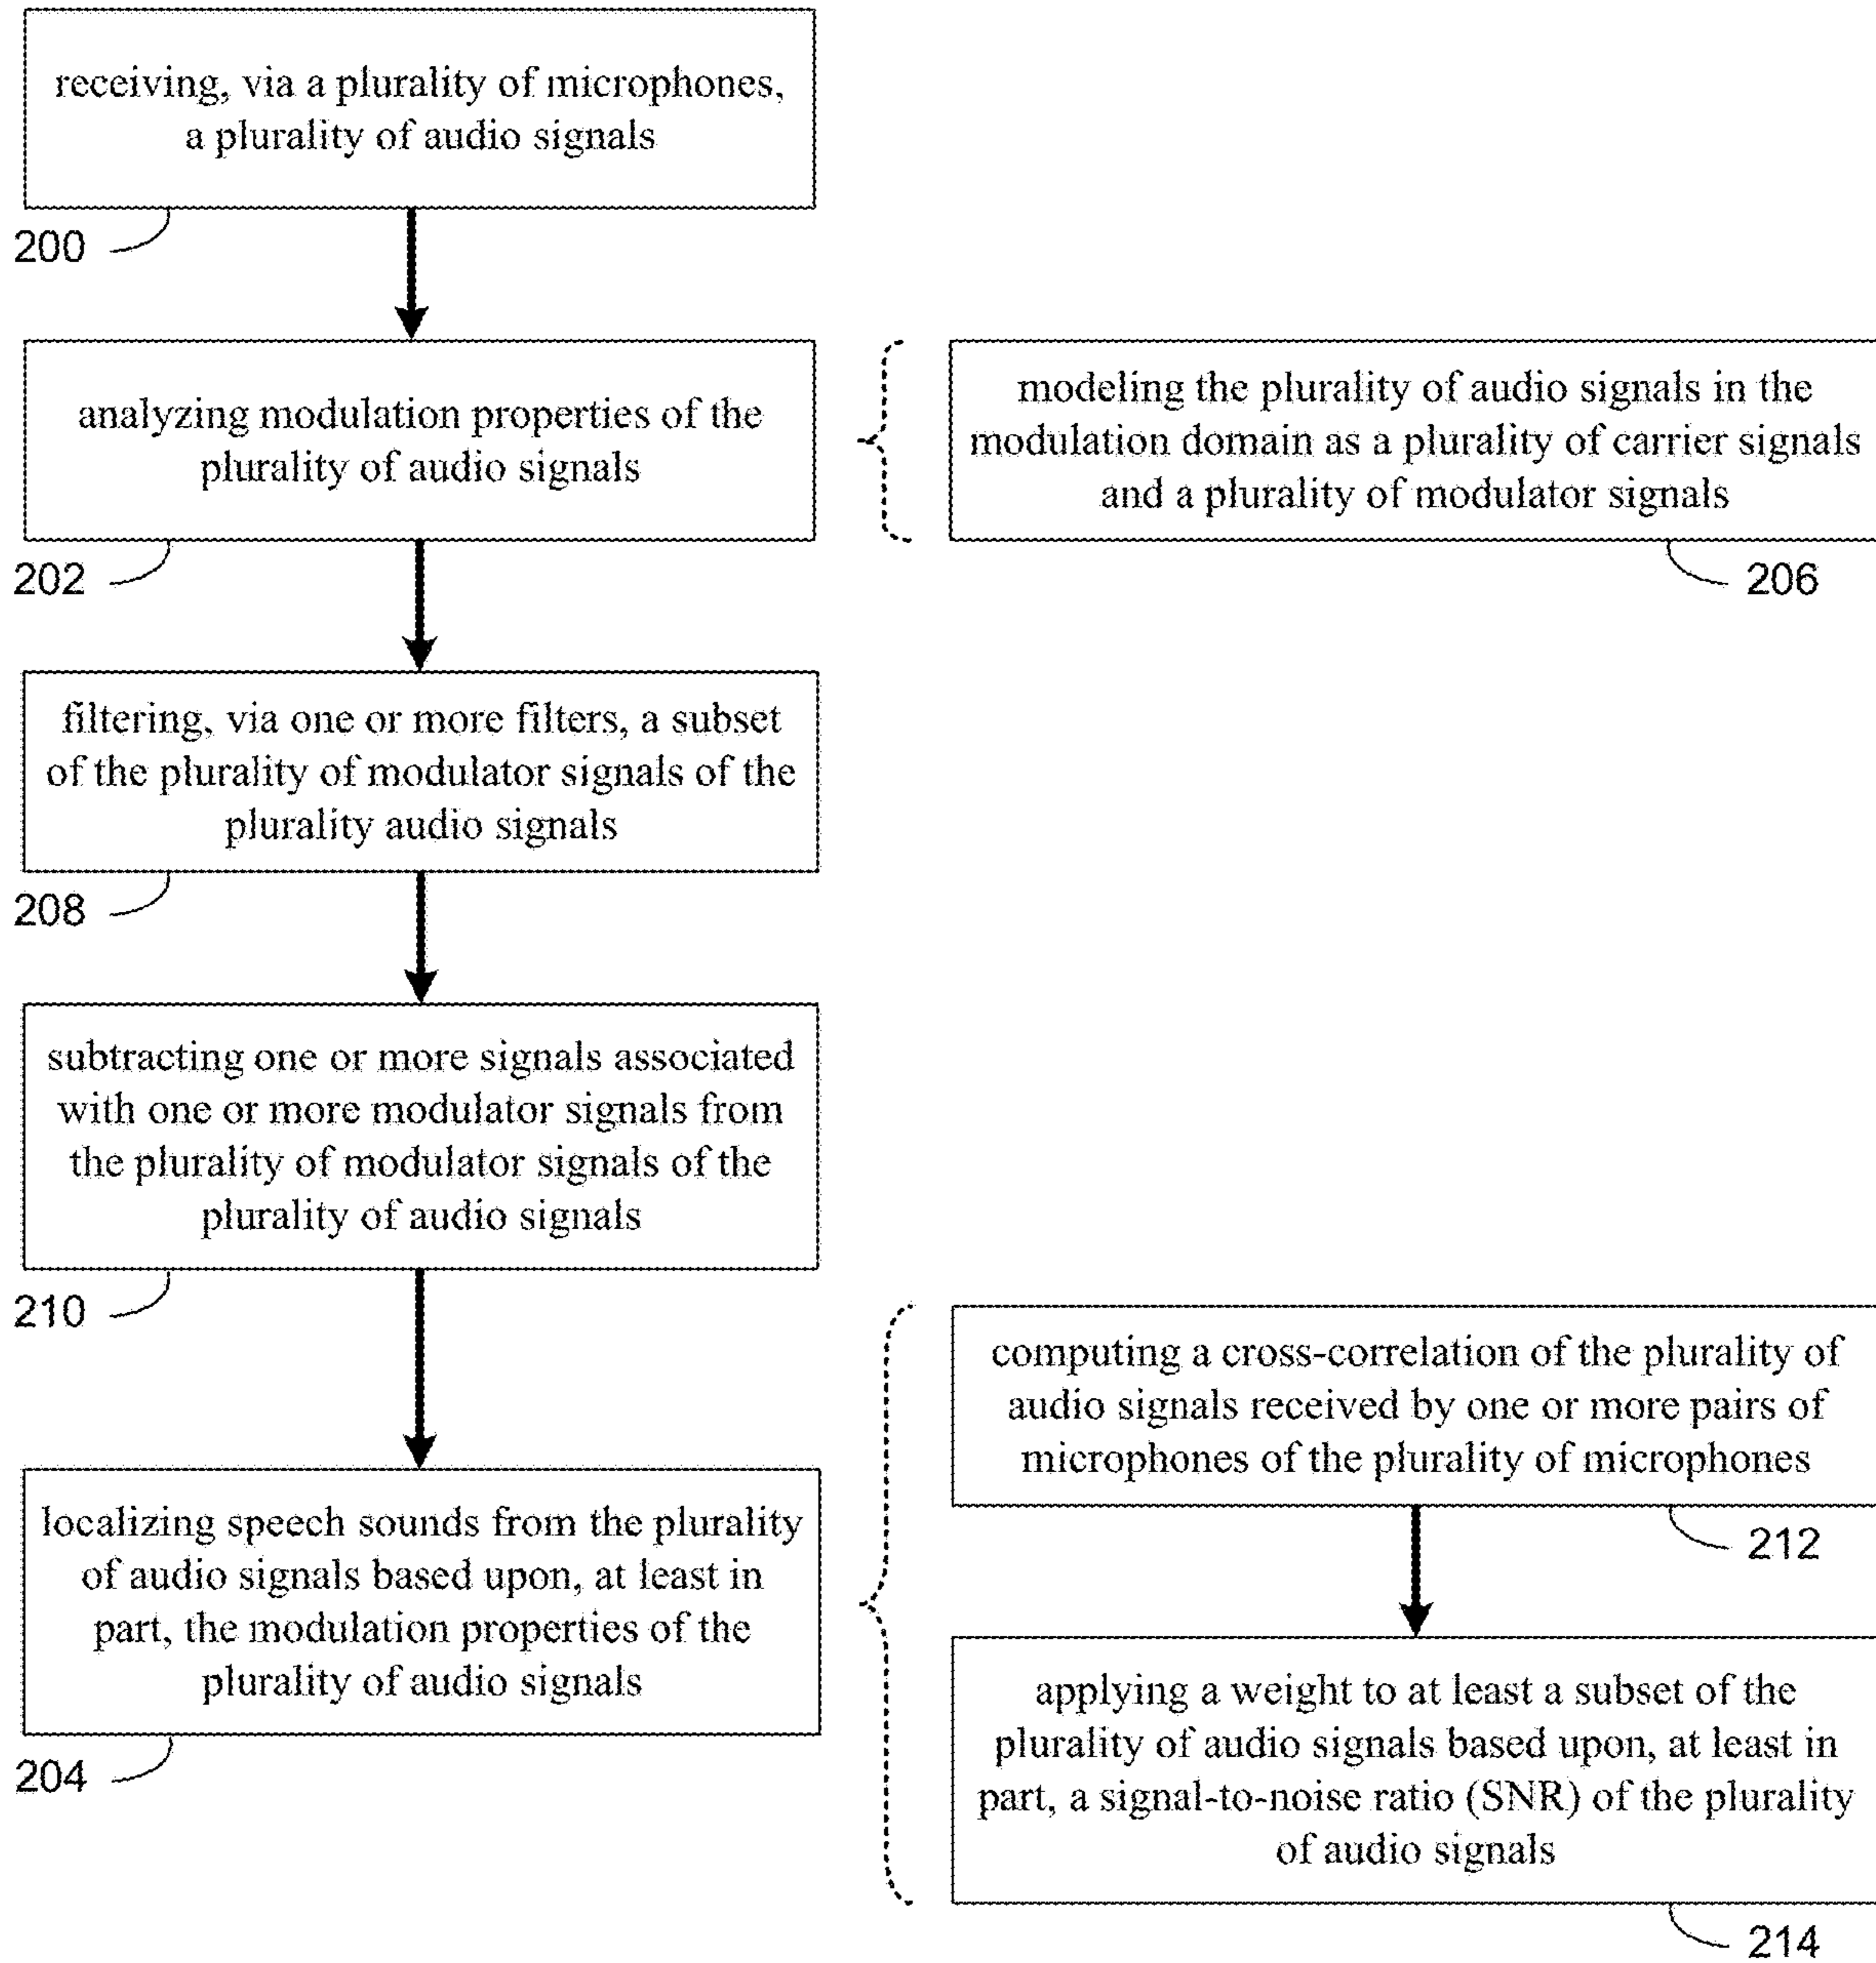 receiving, via a plurality of microphones,
a plurality of audio signals
200
analyzing modulation properties of the
plurality of audio signals
202
modeling the plurality of audio signals in the
modulation domain as a plurality of carrier signals
and a plurality of modulator signals
206
filtering, via one or more filters, a subset
of the plurality of modulator signals of the
plurality audio signals
208
subtracting one or more signals associated
with one or more modulator signals from
the plurality of modulator signals of the
plurality of audio signals
210
localizing speech sounds from the plurality
of audio signals based upon, at least in
part, the modulation properties of the
plurality of audio signals
204
computing a cross-correlation of the plurality of
audio signals received by one or more pairs of
microphones of the plurality of microphones
212
applying a weight to at least a subset of the
plurality of audio signals based upon, at least in
part, a signal-to-noise ratio (SNR) of the plurality
of audio signals
214